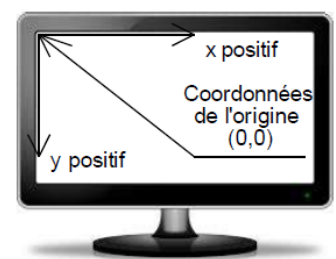 x positif
Coordonnées
de l'origine
(0,0)
y positif